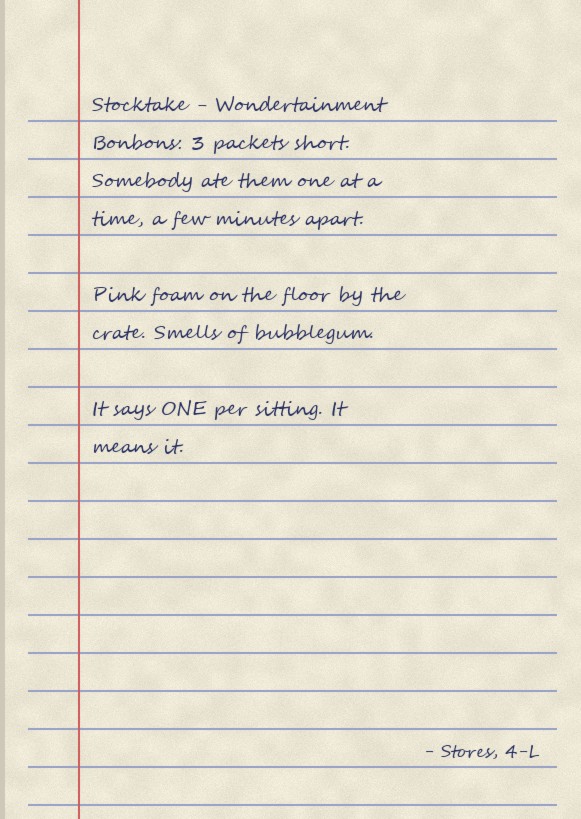 Stocktake - Wondertainment
Bonbons: 3 packets short.
Somebody ate them one at a
time, a few minutes apart.
Pink foam on the floor by the
crate. Smells of bubblegum.
It says ONE per sitting. It
means it.
- Stores, 4-L